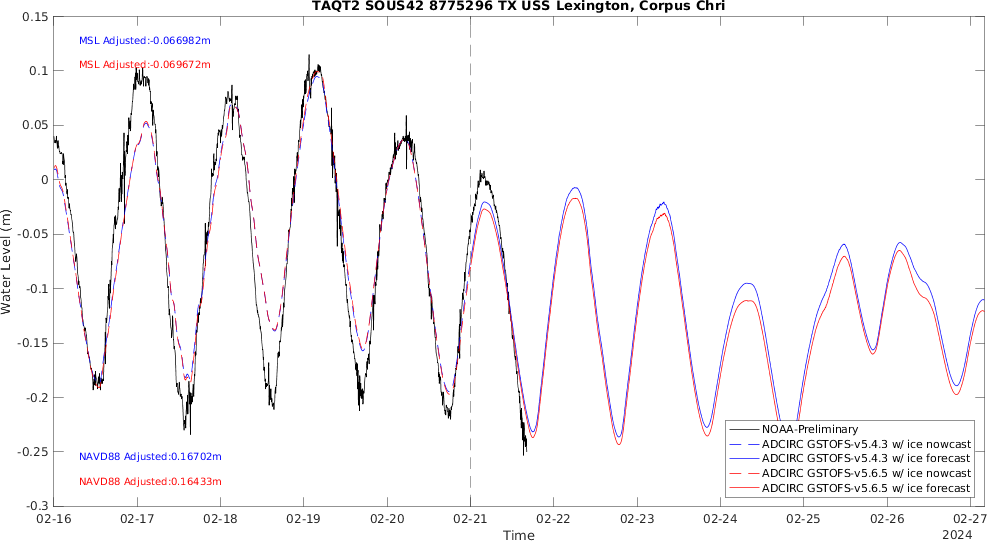 TAQT2 SOUS42 8775296 TX USS Lexington, Corpus Chri
0.15
0.1
0.05
0
-0.05
-0.1
-0.15
-0.2
-0.25
-0.3
Water Level (m)
MSL Adjusted:-0.066982m
MSL Adjusted:-0.069672m
NAVD88 Adjusted:0.16702m
NAVD88 Adjusted:0.16433m
NOAA-Preliminary
ADCIRC GSTOFS-v5.4.3 w/ ice nowcast
ADCIRC GSTOFS-v5.4.3 w/ ice forecast
ADCIRC GSTOFS-v5.6.5 w/ ice nowcast
ADCIRC GSTOFS-v5.6.5 w/ ice forecast
02-16 02-17 02-18 02-19 02-20 02-21 02-22 02-23 02-24 02-25 02-26 02-27
Time
2024